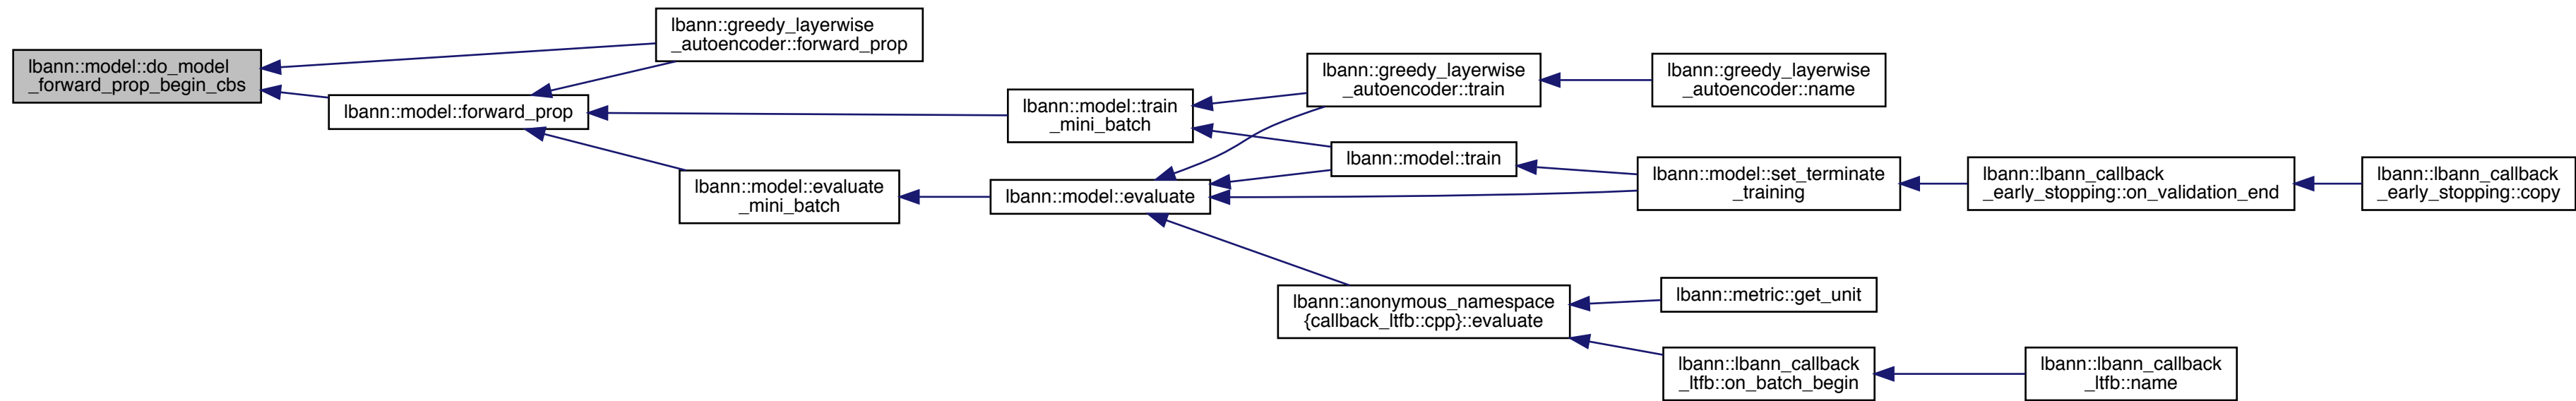 lbann::model::do_model
_forward_prop_begin_cbs
lbann::greedy_layerwise
_autoencoder::forward_prop
lbann::model::forward_prop
lbann::model::train
_mini_batch
lbann::model::evaluate
_mini_batch
lbann::model::evaluate
lbann::greedy_layerwise
_autoencoder::train
lbann::model::train
lbann::anonymous_namespace
{callback_ltfb::cpp}::evaluate
lbann::greedy_layerwise
_autoencoder::name
lbann::model::set_terminate
_training
lbann::metric::get_unit
lbann::lbann_callback
_ltfb::on_batch_begin
lbann::lbann_callback
_early_stopping::on_validation_end
lbann::lbann_callback
_ltfb::name
lbann::lbann_callback
_early_stopping::copy